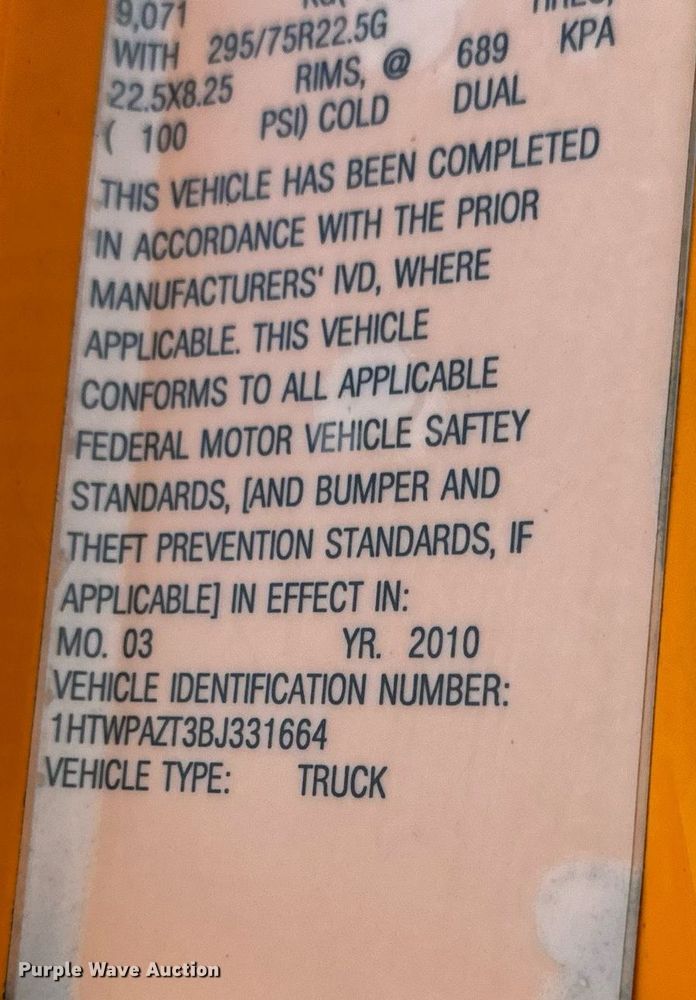 9,071
WITH 295/75R22.5G
22.5X8.25 RIMS, @ 689 KPA
( 100 PSI) COLD DUAL
THIS VEHICLE HAS BEEN COMPLETED
IN ACCORDANCE WITH THE PRIOR
MANUFACTURERS' IVD, WHERE
APPLICABLE. THIS VEHICLE
CONFORMS TO ALL APPLICABLE
FEDERAL MOTOR VEHICLE SAFTEY
STANDARDS, [AND BUMPER AND
THEFT PREVENTION STANDARDS, IF
APPLICABLE] IN EFFECT IN:
MO. 03 YR. 2010
VEHICLE IDENTIFICATION NUMBER:
1HTWPAZT3BJ331664
VEHICLE TYPE: TRUCK
Purple Wave Auction